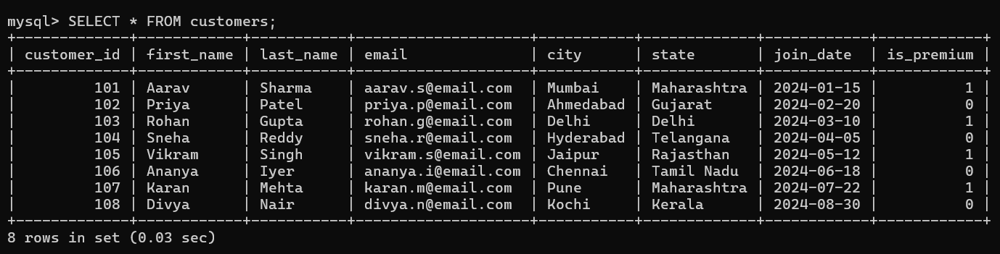 mysql> SELECT * FROM customers;
+-------------+------------+-----------+--------------------+-----------+-------------+------------+------------+
| customer_id | first_name | last_name | email              | city      | state       | join_date  | is_premium |
+-------------+------------+-----------+--------------------+-----------+-------------+------------+------------+
|         101 | Aarav      | Sharma    | aarav.s@email.com  | Mumbai    | Maharashtra | 2024-01-15 |          1 |
|         102 | Priya      | Patel     | priya.p@email.com  | Ahmedabad | Gujarat     | 2024-02-20 |          0 |
|         103 | Rohan      | Gupta     | rohan.g@email.com  | Delhi     | Delhi       | 2024-03-10 |          1 |
|         104 | Sneha      | Reddy     | sneha.r@email.com  | Hyderabad | Telangana   | 2024-04-05 |          0 |
|         105 | Vikram     | Singh     | vikram.s@email.com | Jaipur    | Rajasthan   | 2024-05-12 |          1 |
|         106 | Ananya     | Iyer      | ananya.i@email.com | Chennai   | Tamil Nadu  | 2024-06-18 |          0 |
|         107 | Karan      | Mehta     | karan.m@email.com  | Pune      | Maharashtra | 2024-07-22 |          1 |
|         108 | Divya      | Nair      | divya.n@email.com  | Kochi     | Kerala      | 2024-08-30 |          0 |
+-------------+------------+-----------+--------------------+-----------+-------------+------------+------------+
8 rows in set (0.03 sec)